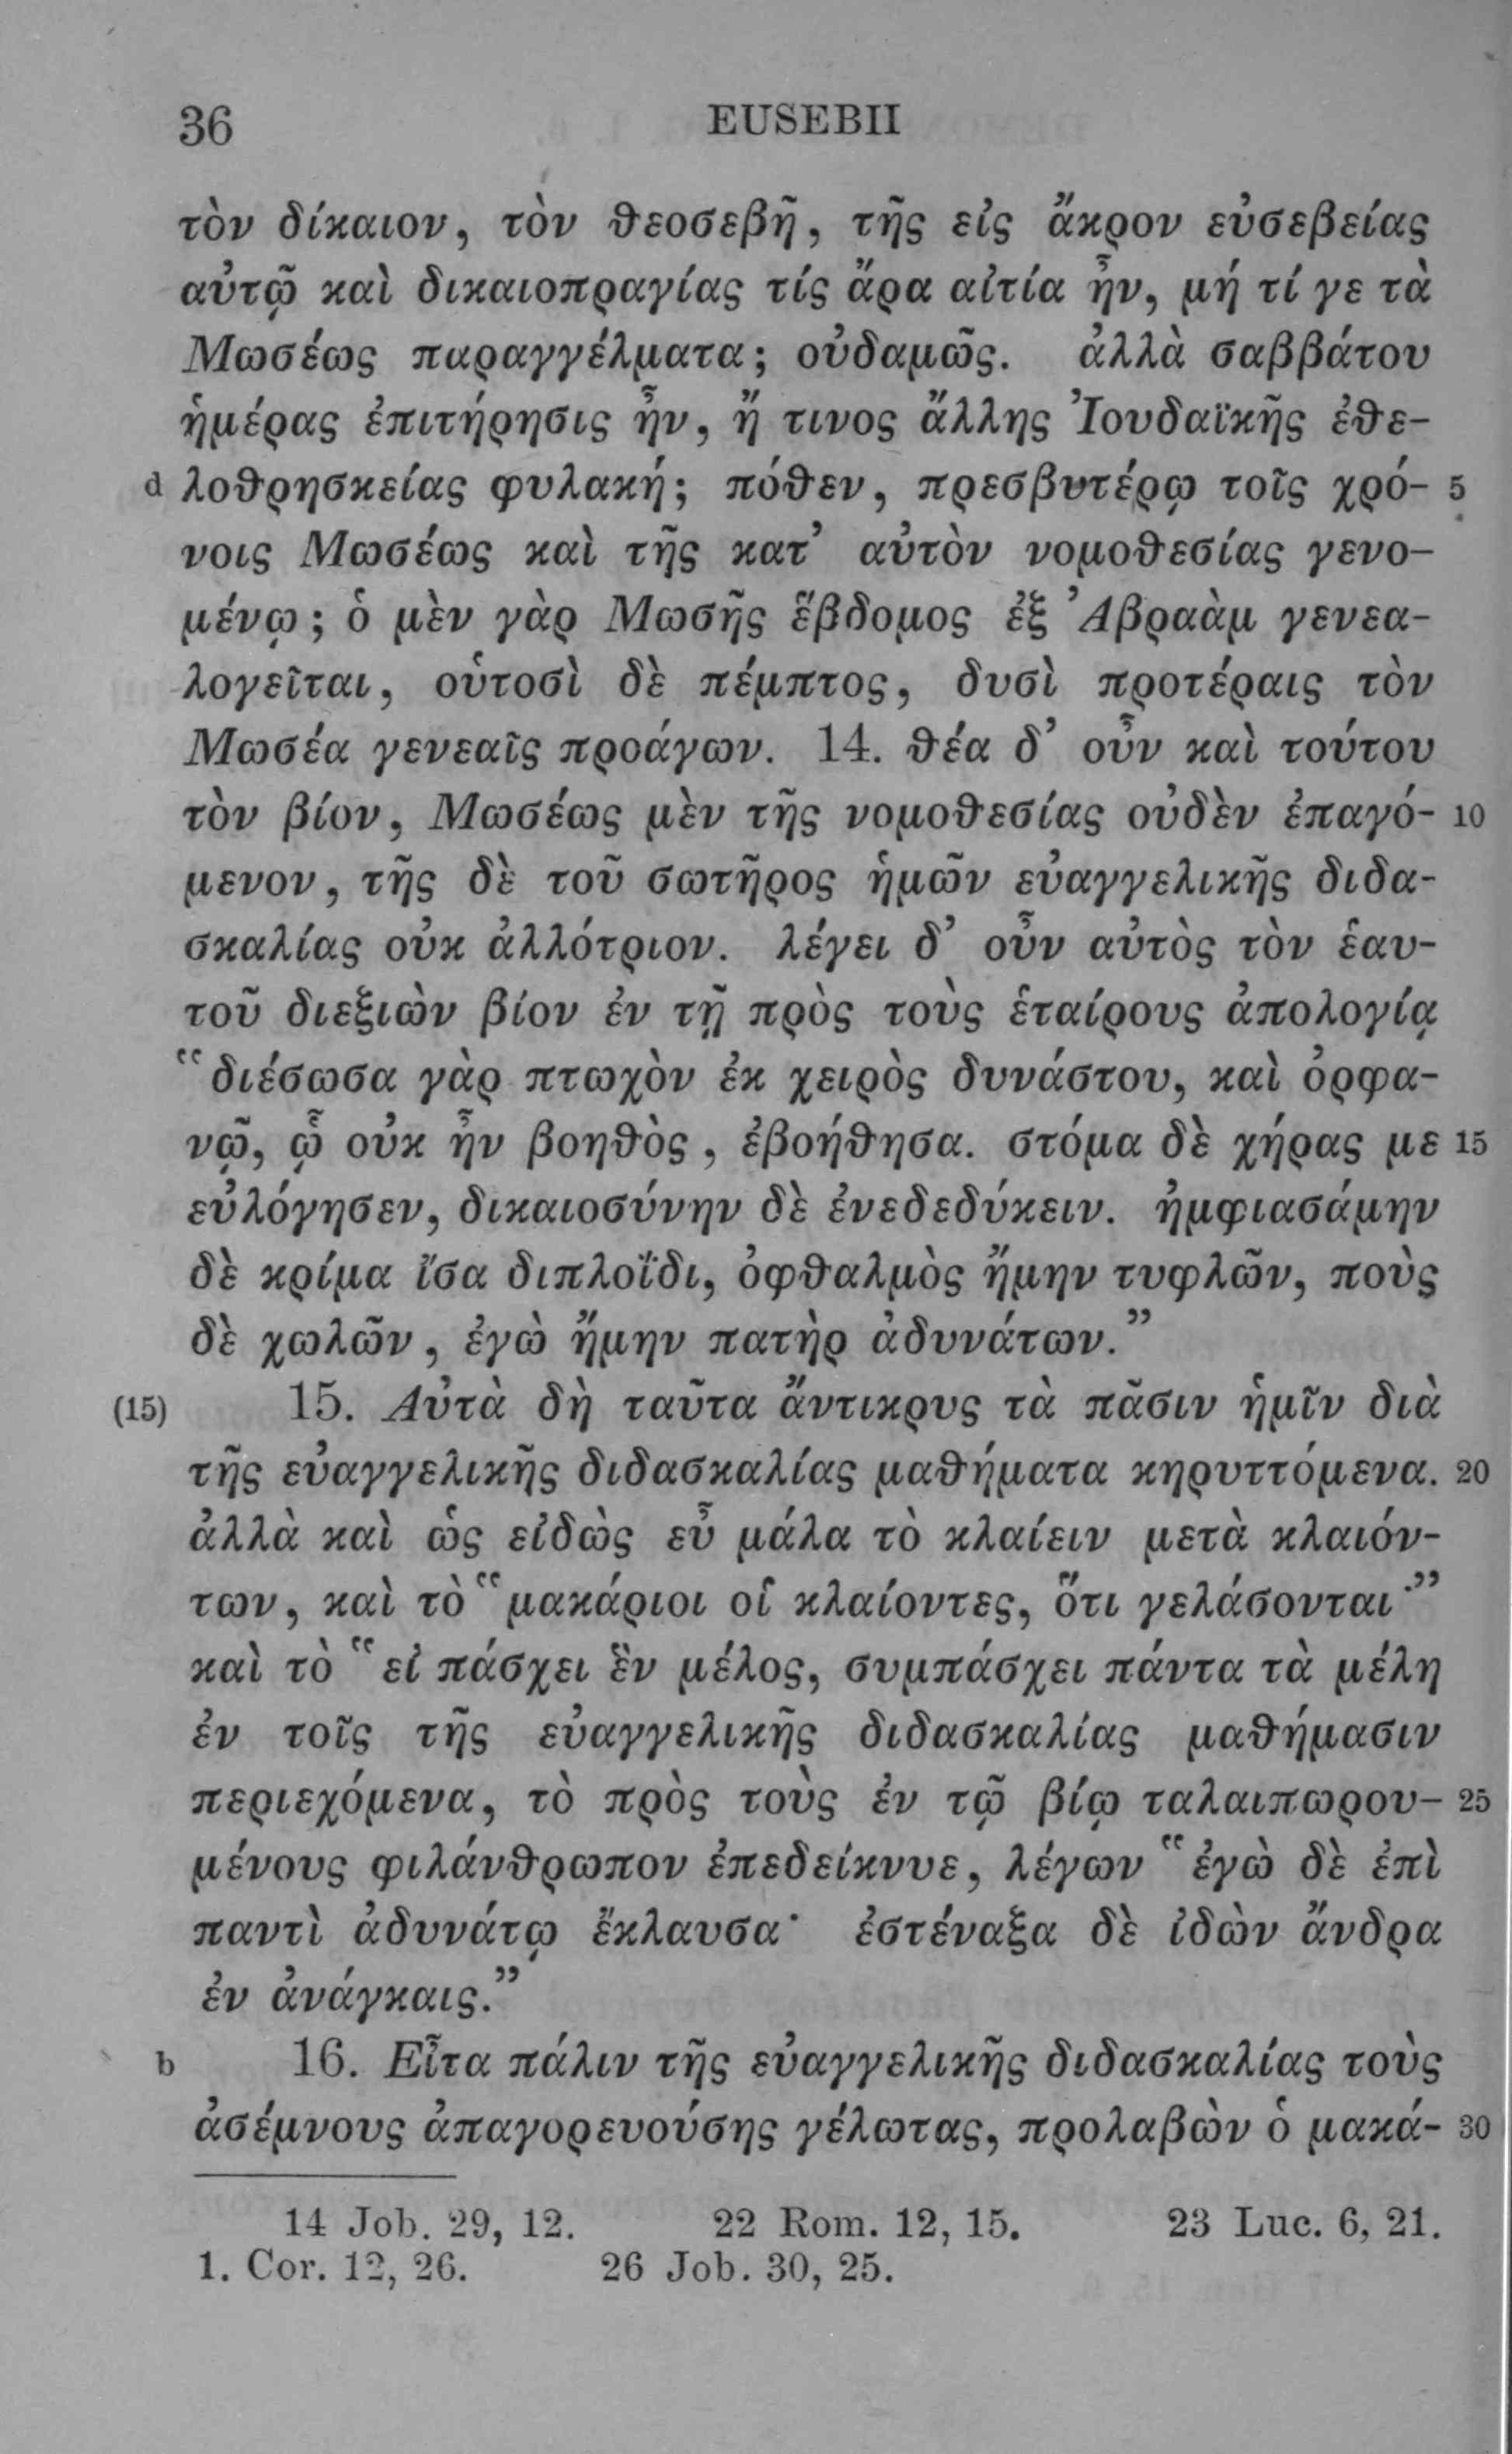 36 EUSEBII
τὸν δίκαιον, τὸν θεοσεβῆ, τῆς εἰς ἄκρον εὐσεβείας
αὐτῷ καὶ δικαιοπραγίας τίς ἄρα αἰτία ἦν, μή τί γε τὰ
Μωσέως παραγγέλματα; οὐδαμῶς. ἀλλὰ σαββάτου
ἡμέρας ἐπιτήρησις ἦν, ἤ τινος ἄλλης Ἰουδαϊκῆς ἐθε-
d λοθρησκείας φυλακή; πόθεν, πρεσβυτέρῳ τοῖς χρό- 5
νοις Μωσέως καὶ τῆς κατ’ αὐτὸν νομοθεσίας γενο-
μένῳ; ὁ μὲν γὰρ Μωσῆς ἕβδομος ἐξ Ἀβραὰμ γενεα-
λογεῖται, οὑτοσὶ δὲ πέμπτος, δυσὶ προτέραις τὸν
Μωσέα γενεαῖς προάγων. 14. θέα δ’ οὖν καὶ τούτου
τὸν βίον, Μωσέως μὲν τῆς νομοθεσίας οὐδὲν ἐπαγό- 10
μενον, τῆς δὲ τοῦ σωτῆρος ἡμῶν εὐαγγελικῆς διδα-
σκαλίας οὐκ ἀλλότριον. λέγει δ’ οὖν αὐτὸς τὸν ἑαυ-
τοῦ διεξιὼν βίον ἐν τῇ πρὸς τοὺς ἑταίρους ἀπολογίᾳ
“διέσωσα γὰρ πτωχὸν ἐκ χειρὸς δυνάστου, καὶ ὀρφα-
νῷ, ᾧ οὐκ ἦν βοηθὸς, ἐβοήθησα. στόμα δὲ χήρας με 15
εὐλόγησεν, δικαιοσύνην δὲ ἐνεδεδύκειν. ἠμφιασάμην
δὲ κρίμα ἴσα διπλοΐδι, ὀφθαλμὸς ἤμην τυφλῶν, ποὺς
δὲ χωλῶν, ἐγὼ ἤμην πατὴρ ἀδυνάτων.”
(15) 15. Αὐτὰ δὴ ταῦτα ἄντικρυς τὰ πᾶσιν ἡμῖν διὰ
τῆς εὐαγγελικῆς διδασκαλίας μαθήματα κηρυττόμενα. 20
ἀλλὰ καὶ ὡς εἰδὼς εὖ μάλα τὸ κλαίειν μετὰ κλαιόν-
των, καὶ τὸ “μακάριοι οἱ κλαίοντες, ὅτι γελάσονται·”
καὶ τὸ “εἰ πάσχει ἓν μέλος, συμπάσχει πάντα τὰ μέλη
ἐν τοῖς τῆς εὐαγγελικῆς διδασκαλίας μαθήμασιν
περιεχόμενα, τὸ πρὸς τοὺς ἐν τῷ βίῳ ταλαιπωρου- 25
μένους φιλάνθρωπον ἐπεδείκνυε, λέγων “ἐγὼ δὲ ἐπὶ
παντὶ ἀδυνάτῳ ἔκλαυσα· ἐστέναξα δὲ ἰδὼν ἄνδρα
ἐν ἀνάγκαις.”
b 16. Εἶτα πάλιν τῆς εὐαγγελικῆς διδασκαλίας τοὺς
ἀσέμνους ἀπαγορευούσης γέλωτας, προλαβὼν ὁ μακά- 30
14 Job. 29, 12. 22 Rom. 12, 15. 23 Luc. 6, 21.
1. Cor. 12, 26. 26 Job. 30, 25.